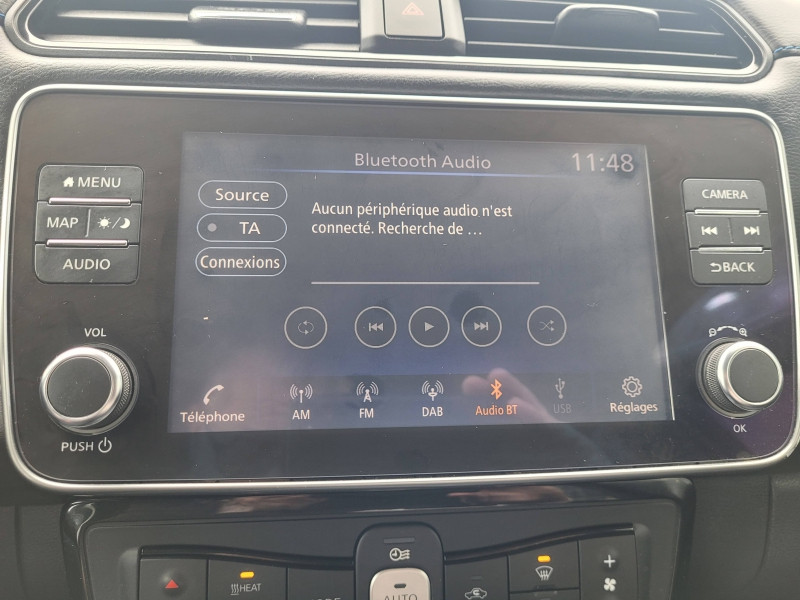 Bluetooth Audio
11:48
MENU
MAP
AUDIO
VOL
PUSH
Source
TA
Connexions
Aucun périphérique audio n'est
connecté. Recherche de ...
Téléphone
AM
FM
DAB
Audio BT
USB
Réglages
CAMERA
BACK
OK
HEAT
AUTO